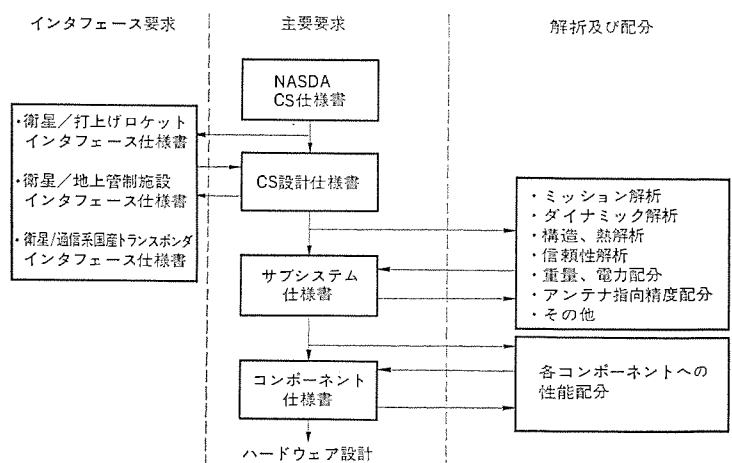 インタフェース要求
主要要求
解析及び配分
NASDA
CS仕様書
・衛星／打上げロケット
インタフェース仕様書
・衛星／地上管制施設
インタフェース仕様書
・衛星/通信系国産トランスポンダ
インタフェース仕様書
CS設計仕様書
・ミッション解析
・ダイナミック解析
・構造、熱解析
・信頼性解析
・重量、電力配分
・アンテナ指向精度配分
・その他
サブシステム
仕様書
各コンポーネントへの
性能配分
コンポーネント
仕様書
ハードウェア設計